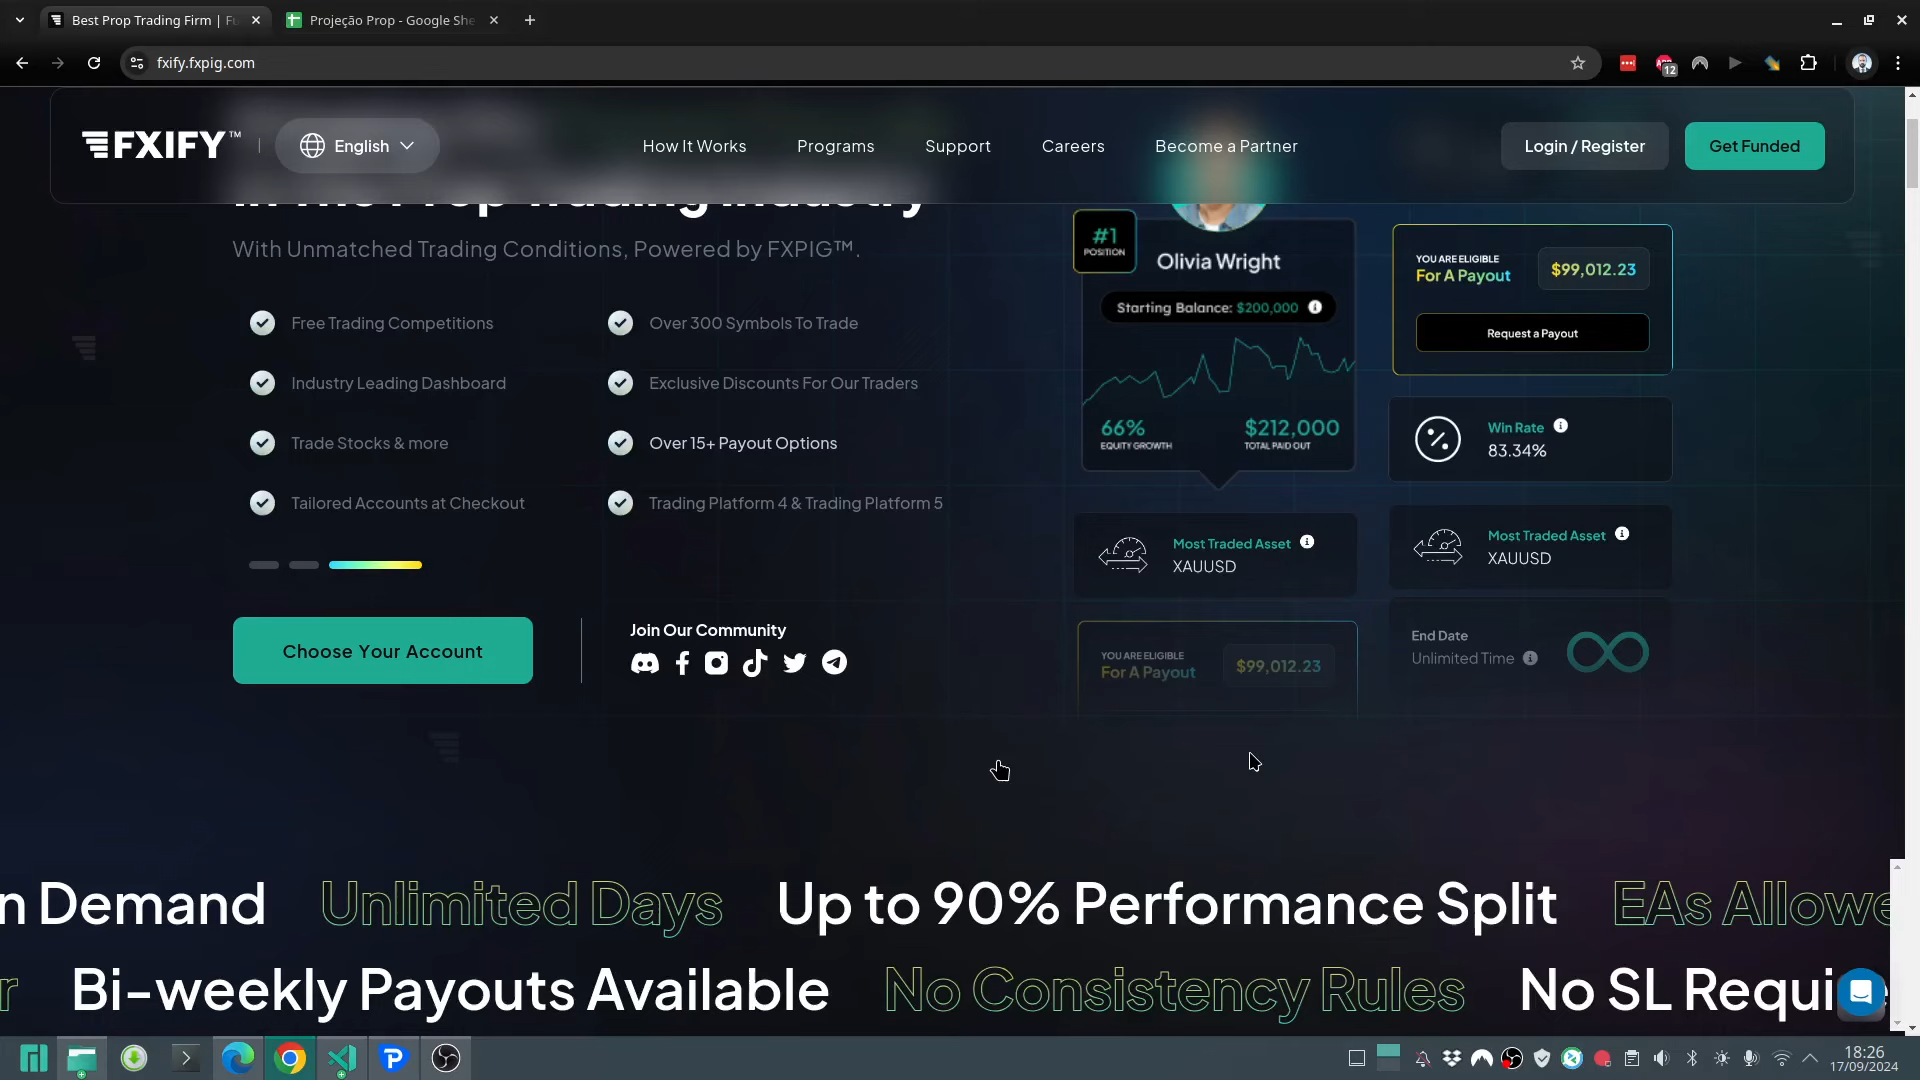 Best Prop Trading Firm | Fu
Projeção Prop - Google She
fxify.fxpig.com
12
FXIFY™
English
How It Works
Programs
Support
Careers
Become a Partner
Login / Register
Get Funded
In The Prop Trading Industry
With Unmatched Trading Conditions, Powered by FXPIG™.
Free Trading Competitions
Over 300 Symbols To Trade
Industry Leading Dashboard
Exclusive Discounts For Our Traders
Trade Stocks & more
Over 15+ Payout Options
Tailored Accounts at Checkout
Trading Platform 4 & Trading Platform 5
Choose Your Account
Join Our Community
#1
POSITION
Olivia Wright
Starting Balance: $200,000
66%
EQUITY GROWTH
$212,000
TOTAL PAID OUT
Most Traded Asset
XAUUSD
YOU ARE ELIGIBLE
For A Payout
$99,012.23
YOU ARE ELIGIBLE
For A Payout
$99,012.23
Request a Payout
Win Rate
83.34%
Most Traded Asset
XAUUSD
End Date
Unlimited Time
n Demand
Unlimited Days
Up to 90% Performance Split
EAs Allowe
r
Bi-weekly Payouts Available
No Consistency Rules
No SL Requi
18:26
17/09/2024